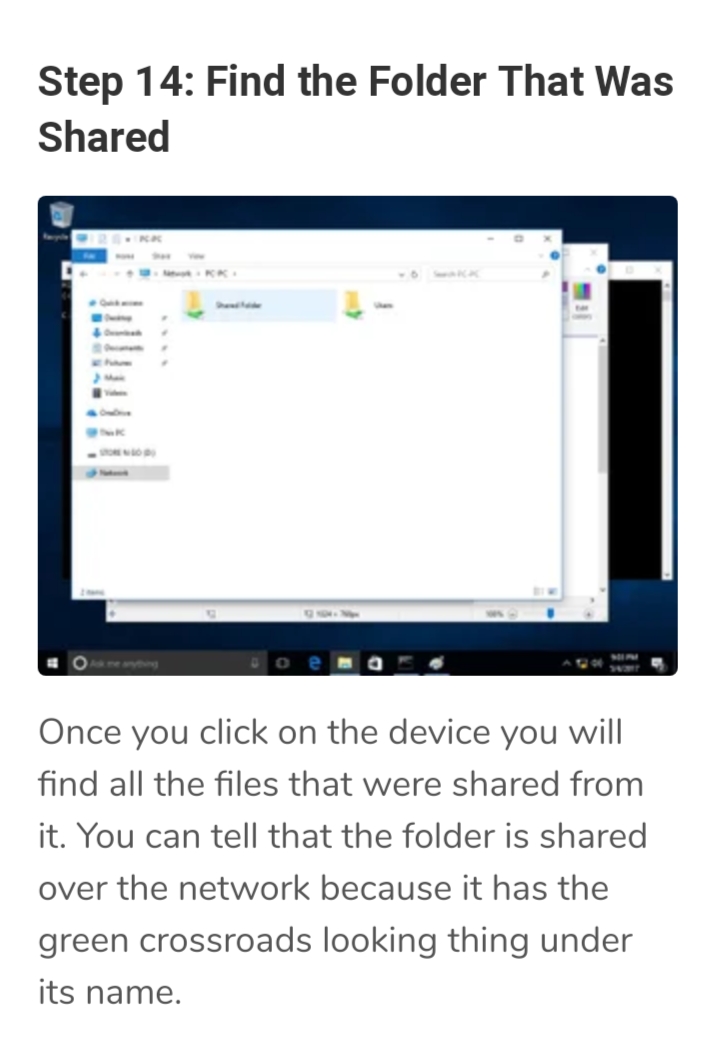 Step 14: Find the Folder That Was
Shared
PC-PC
File Home Share View
Network PC-PC
Search PC-PC
Quick access
Shared Folder
Users
Desktop
Downloads
Documents
Pictures
Music
Videos
OneDrive
This PC
STORE N GO (D:)
Network
Edit
colors
2 items
1024 × 768px
100%
Ask me anything
9:03 PM
5/4/2017
Once you click on the device you will
find all the files that were shared from
it. You can tell that the folder is shared
over the network because it has the
green crossroads looking thing under
its name.